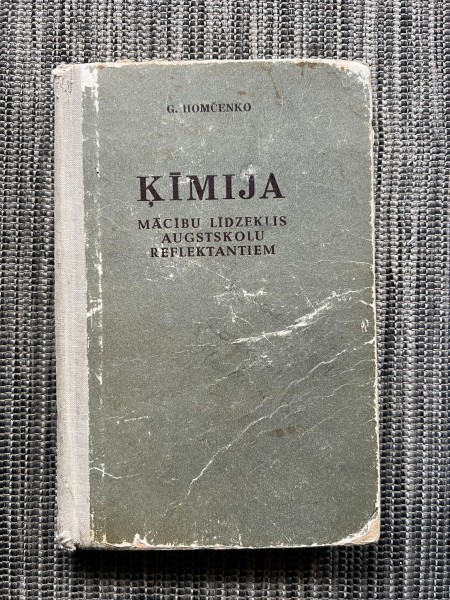 G. HOMČENKO
ĶĪMIJA
MĀCĪBU LĪDZEKLIS
AUGSTSKOLU
REFLEKTANTIEM